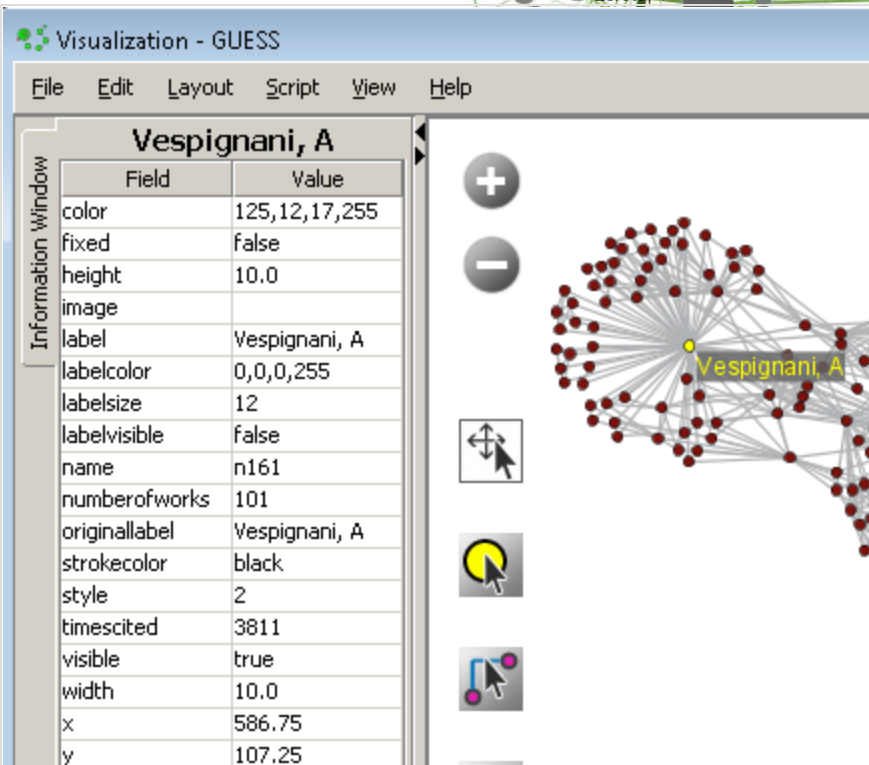 Visualization - GUESS
File Edit Layout Script View Help
Information Window
Vespignani, A
Field Value
color 125,12,17,255
fixed false
height 10.0
image
label Vespignani, A
labelcolor 0,0,0,255
labelsize 12
labelvisible false
name n161
numberofworks 101
originallabel Vespignani, A
strokecolor black
style 2
timescited 3811
visible true
width 10.0
x 586.75
y 107.25
Vespignani, A